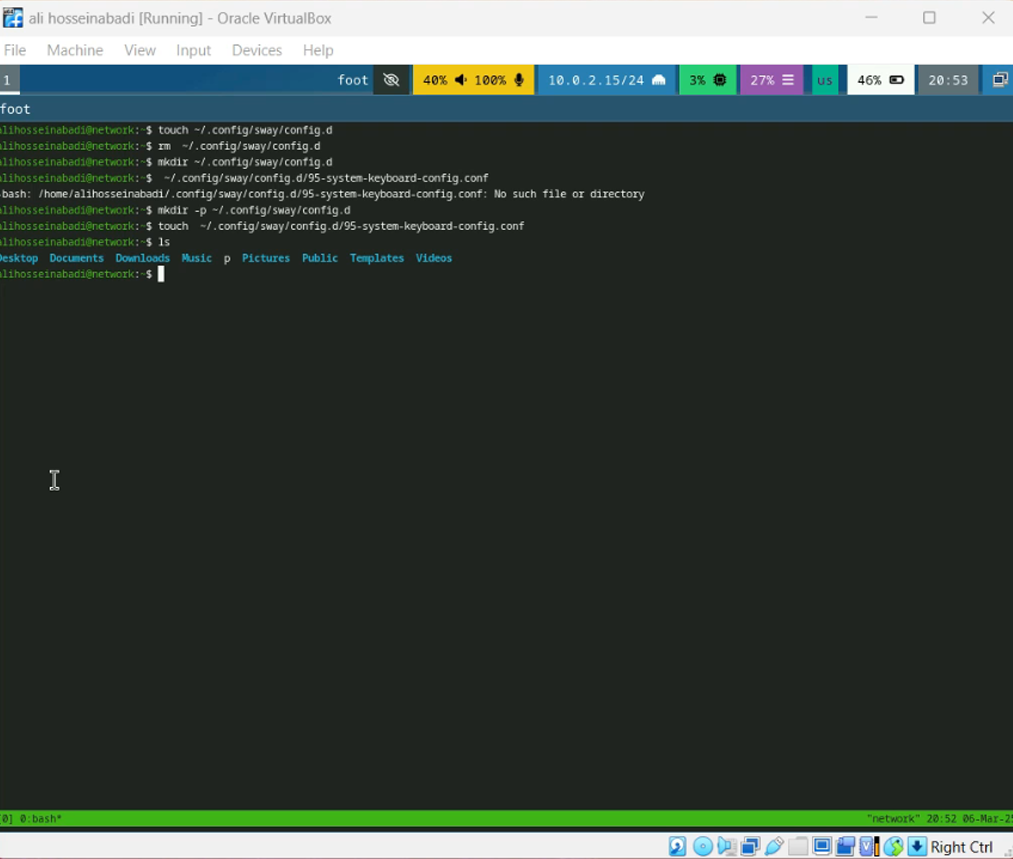 ali hosseinabadi [Running] - Oracle VirtualBox
File Machine View Input Devices Help
1 foot 40% 100% 10.0.2.15/24 3% 27% us 46% 20:53
foot
alihosseinabadi@network:~$ touch ~/.config/sway/config.d
alihosseinabadi@network:~$ rm  ~/.config/sway/config.d
alihosseinabadi@network:~$ mkdir ~/.config/sway/config.d
alihosseinabadi@network:~$  ~/.config/sway/config.d/95-system-keyboard-config.conf
-bash: /home/alihosseinabadi/.config/sway/config.d/95-system-keyboard-config.conf: No such file or directory
alihosseinabadi@network:~$ mkdir -p ~/.config/sway/config.d
alihosseinabadi@network:~$ touch  ~/.config/sway/config.d/95-system-keyboard-config.conf
alihosseinabadi@network:~$ ls
Desktop Documents Downloads Music p Pictures Public Templates Videos
alihosseinabadi@network:~$
[0] 0:bash* "network" 20:52 06-Mar-25
Right Ctrl